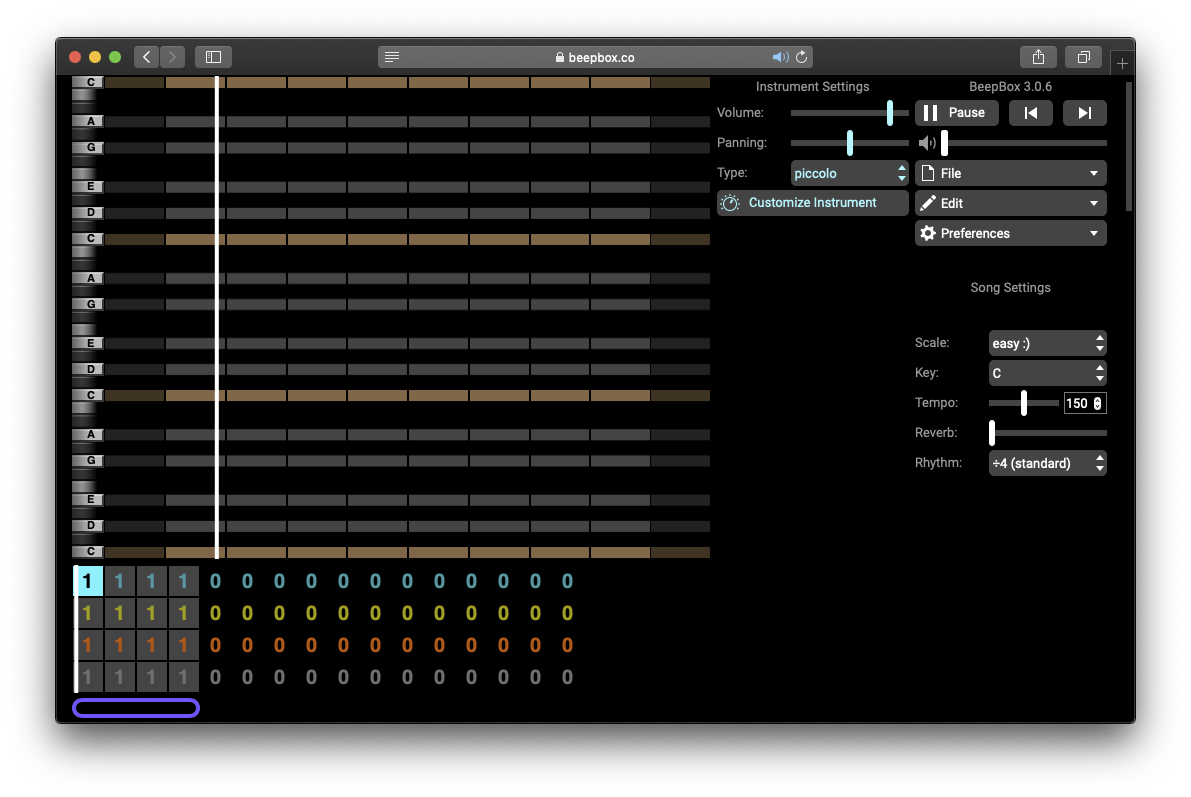 beepbox.co
C
A
G
E
D
C
A
G
E
D
C
A
G
E
D
C
Instrument Settings
Volume:
Panning:
Type: piccolo
Customize Instrument
BeepBox 3.0.6
Pause
File
Edit
Preferences
Song Settings
Scale: easy :)
Key: C
Tempo: 150
Reverb:
Rhythm: ÷4 (standard)
1 1 1 1 0 0 0 0 0 0 0 0 0 0 0 0
1 1 1 1 0 0 0 0 0 0 0 0 0 0 0 0
1 1 1 1 0 0 0 0 0 0 0 0 0 0 0 0
1 1 1 1 0 0 0 0 0 0 0 0 0 0 0 0